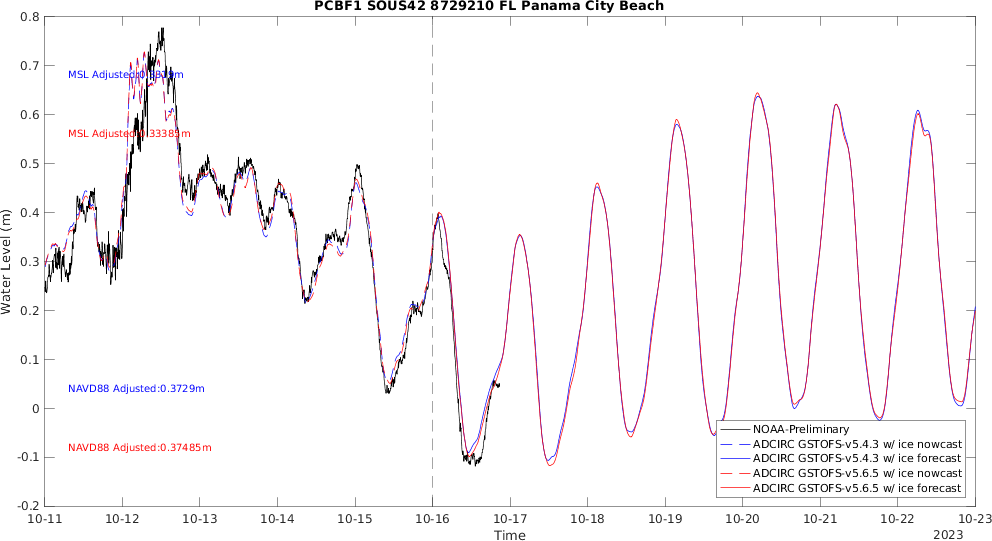 PCBF1 SOUS42 8729210 FL Panama City Beach
Water Level (m)
0.8
0.7
0.6
0.5
0.4
0.3
0.2
0.1
0
-0.1
-0.2
MSL Adjusted:
MSL Adjusted:0.33385m
NAVD88 Adjusted:0.3729m
NAVD88 Adjusted:0.37485m
NOAA-Preliminary
ADCIRC GSTOFS-v5.4.3 w/ ice nowcast
ADCIRC GSTOFS-v5.4.3 w/ ice forecast
ADCIRC GSTOFS-v5.6.5 w/ ice nowcast
ADCIRC GSTOFS-v5.6.5 w/ ice forecast
10-11 10-12 10-13 10-14 10-15 10-16 10-17 10-18 10-19 10-20 10-21 10-22 10-23
Time
2023